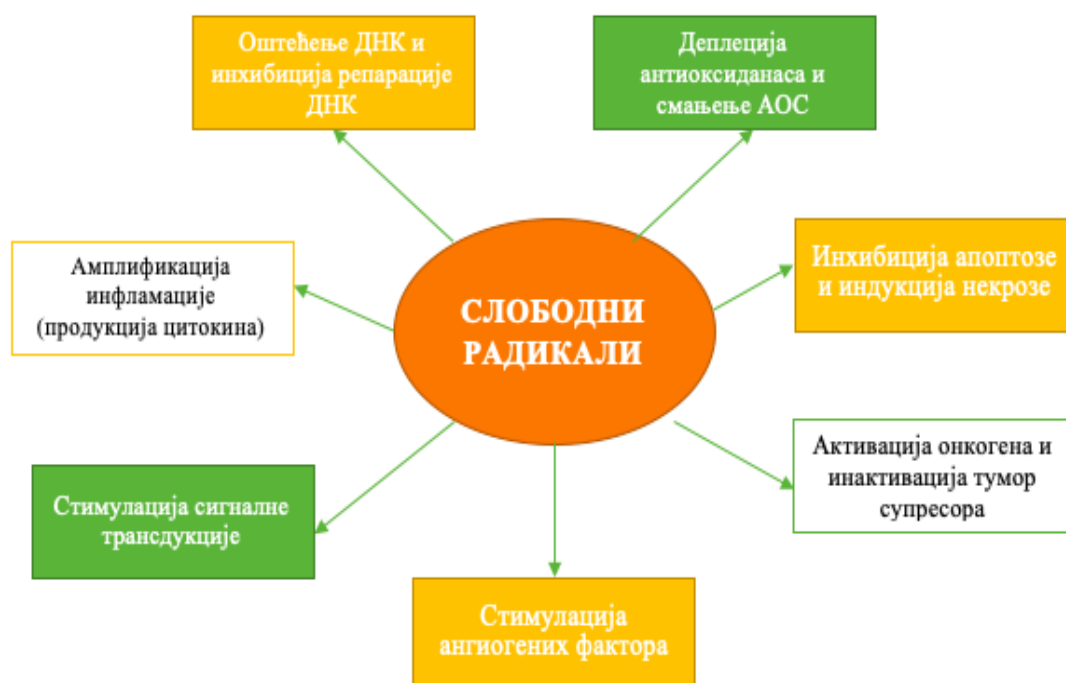 Оштећење ДНК и
инхибиција репарације
ДНК
Деплеција
антиоксиданаса и
смањење АОС
Амплификација
инфламације
(продукција цитокина)
СЛОБОДНИ
РАДИКАЛИ
Инхибиција апоптозе
и индукција некрозе
Активација онкогена и
инактивација тумор
супресора
Стимулација сигналне
трансдукције
Стимулација
ангиогених фактора